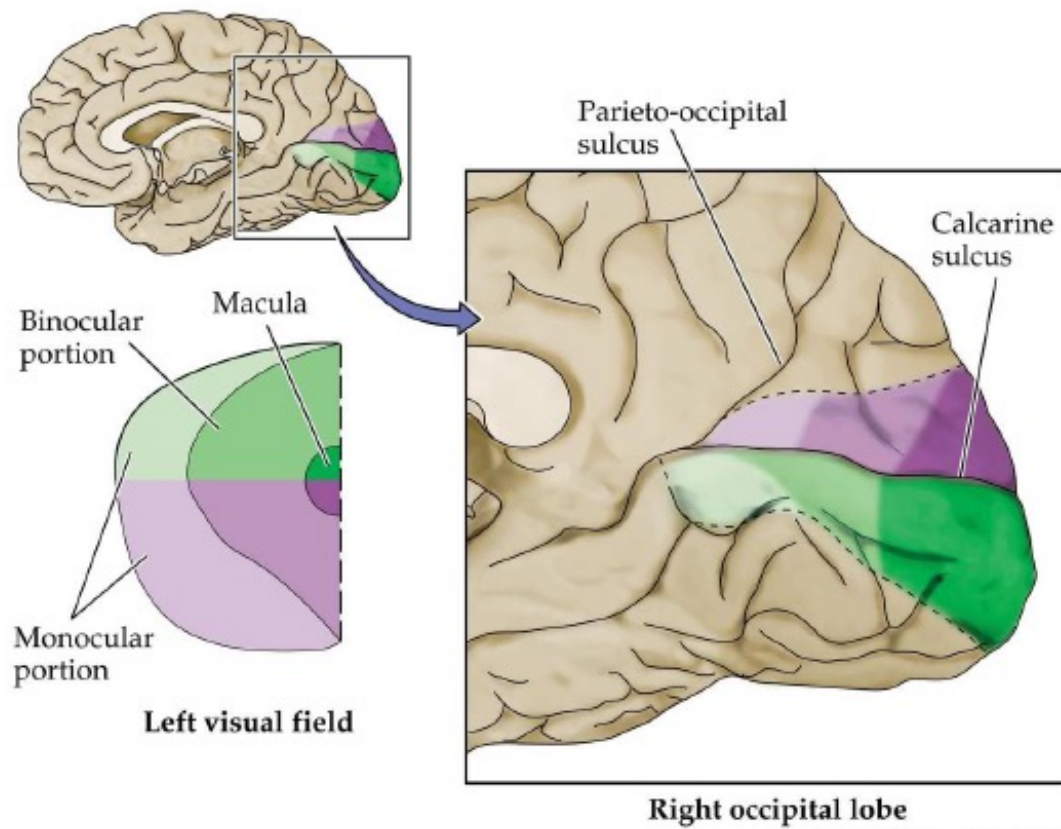 Parieto-occipital
sulcus
Calcarine
sulcus
Macula
Binocular
portion
Monocular
portion
Left visual field
Right occipital lobe